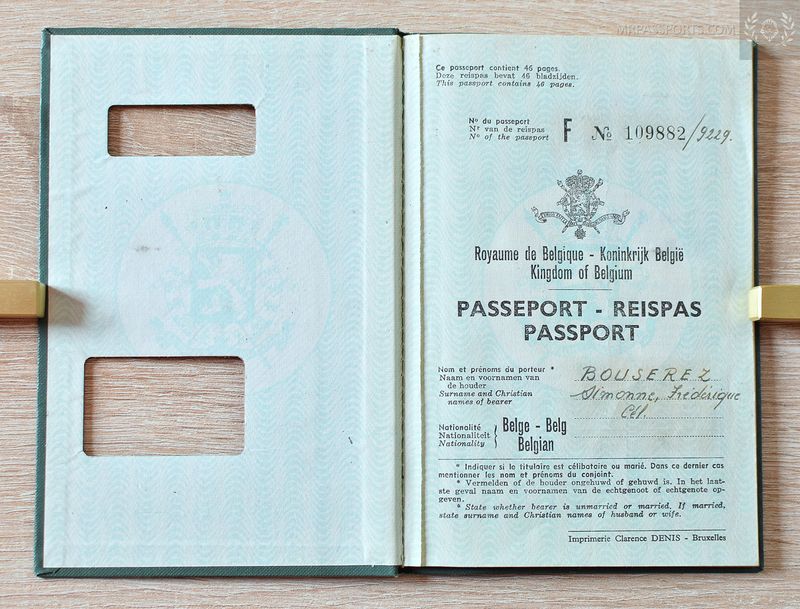 MRPASSPORTS.COM
Ce passeport contient 46 pages.
Deze reispas bevat 46 bladzijden.
This passport contains 46 pages.
No du passeport
Nr van de reispas
No of the passport
F No 109882/9229.
Royaume de Belgique - Koninkrijk België
Kingdom of Belgium
PASSEPORT - REISPAS
PASSPORT
Nom et prénoms du porteur *
Naam en voornamen van
de houder
Surname and Christian
names of bearer
BOUSEREZ
Simonne, Frédérique
Cél.
Nationalité
Nationaliteit
Nationality
Belge - Belg
Belgian
* Indiquer si le titulaire est célibataire ou marié. Dans ce dernier cas
mentionner les nom et prénoms du conjoint.
* Vermelden of de houder ongehuwd of gehuwd is. In het laat-
ste geval naam en voornamen van de echtgenoot of echtgenote op-
geven.
* State whether bearer is unmarried or married. If married,
state surname and Christian names of husband or wife.
Imprimerie Clarence DENIS - Bruxelles